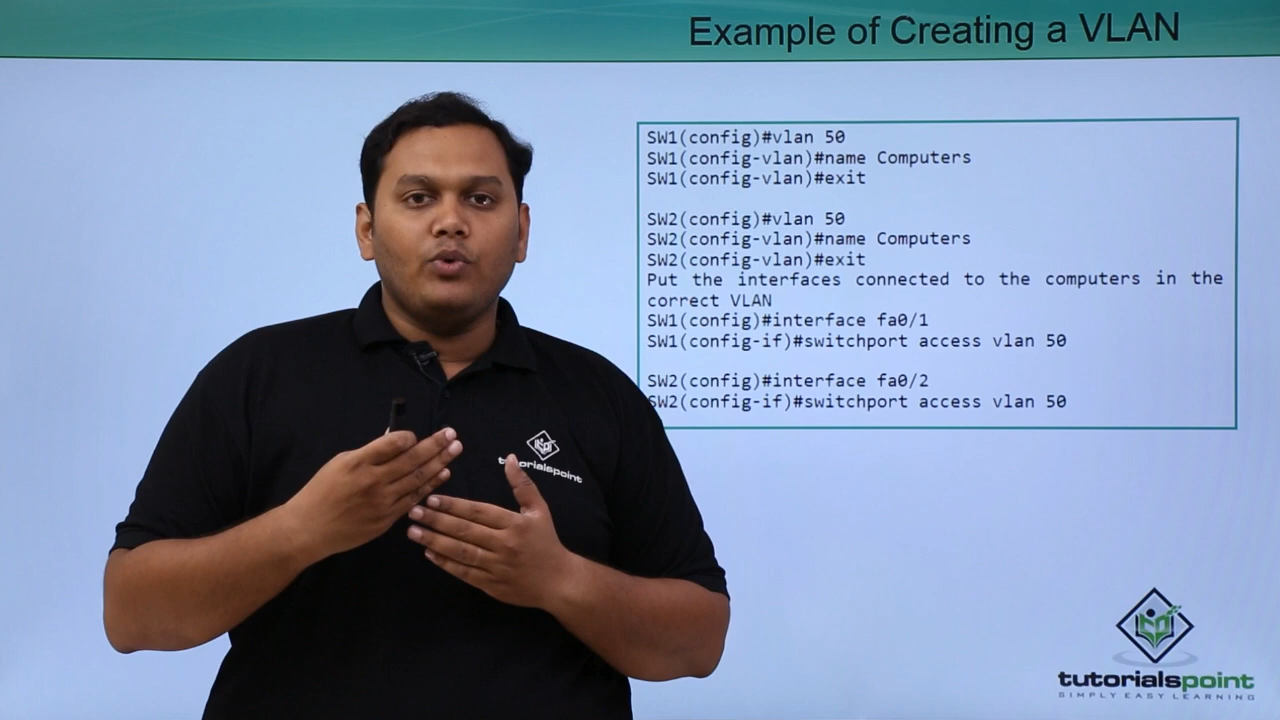 Example of Creating a VLAN
SW1(config)#vlan 50
SW1(config-vlan)#name Computers
SW1(config-vlan)#exit
SW2(config)#vlan 50
SW2(config-vlan)#name Computers
SW2(config-vlan)#exit
Put the interfaces connected to the computers in the
correct VLAN
SW1(config)#interface fa0/1
SW1(config-if)#switchport access vlan 50
SW2(config)#interface fa0/2
SW2(config-if)#switchport access vlan 50
tutorialspoint
tutorialspoint
SIMPLY EASY LEARNING